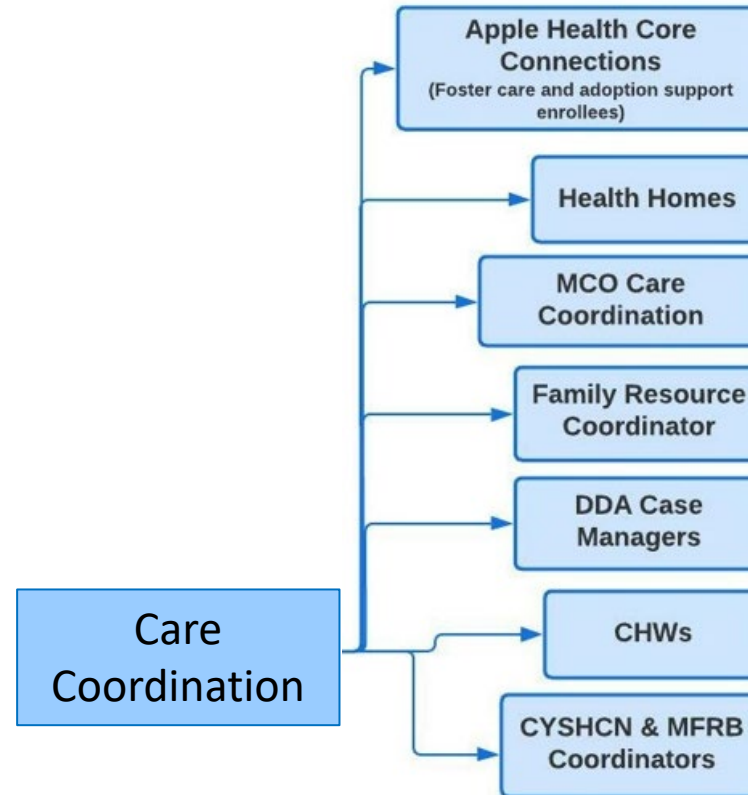 Apple Health Core
Connections
(Foster care and adoption support
enrollees)
Health Homes
MCO Care
Coordination
Family Resource
Coordinator
DDA Case
Managers
Care
Coordination
CHWs
CYSHCN & MFRB
Coordinators